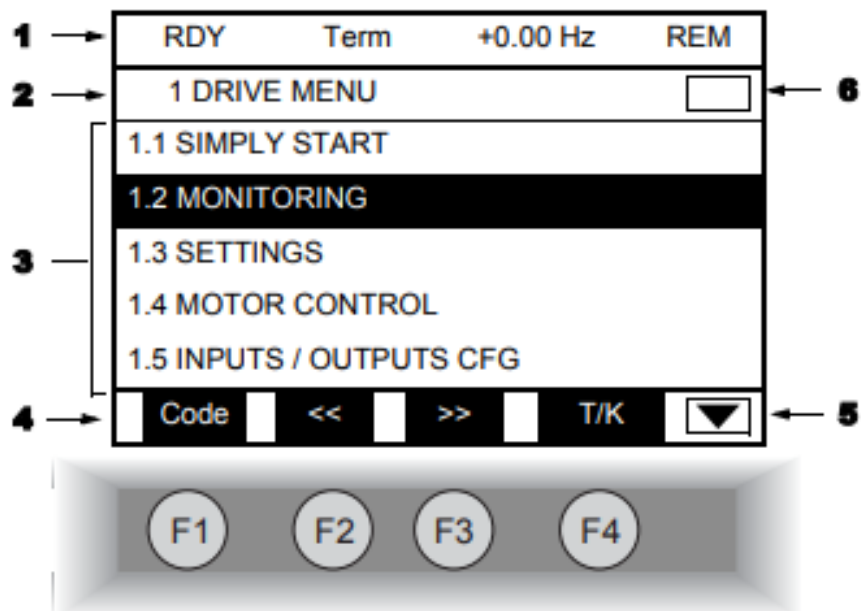 1 RDY Term +0.00 Hz REM
2 1 DRIVE MENU 6
1.1 SIMPLY START
1.2 MONITORING
3 1.3 SETTINGS
1.4 MOTOR CONTROL
1.5 INPUTS / OUTPUTS CFG
4 Code << >> T/K 5
F1 F2 F3 F4